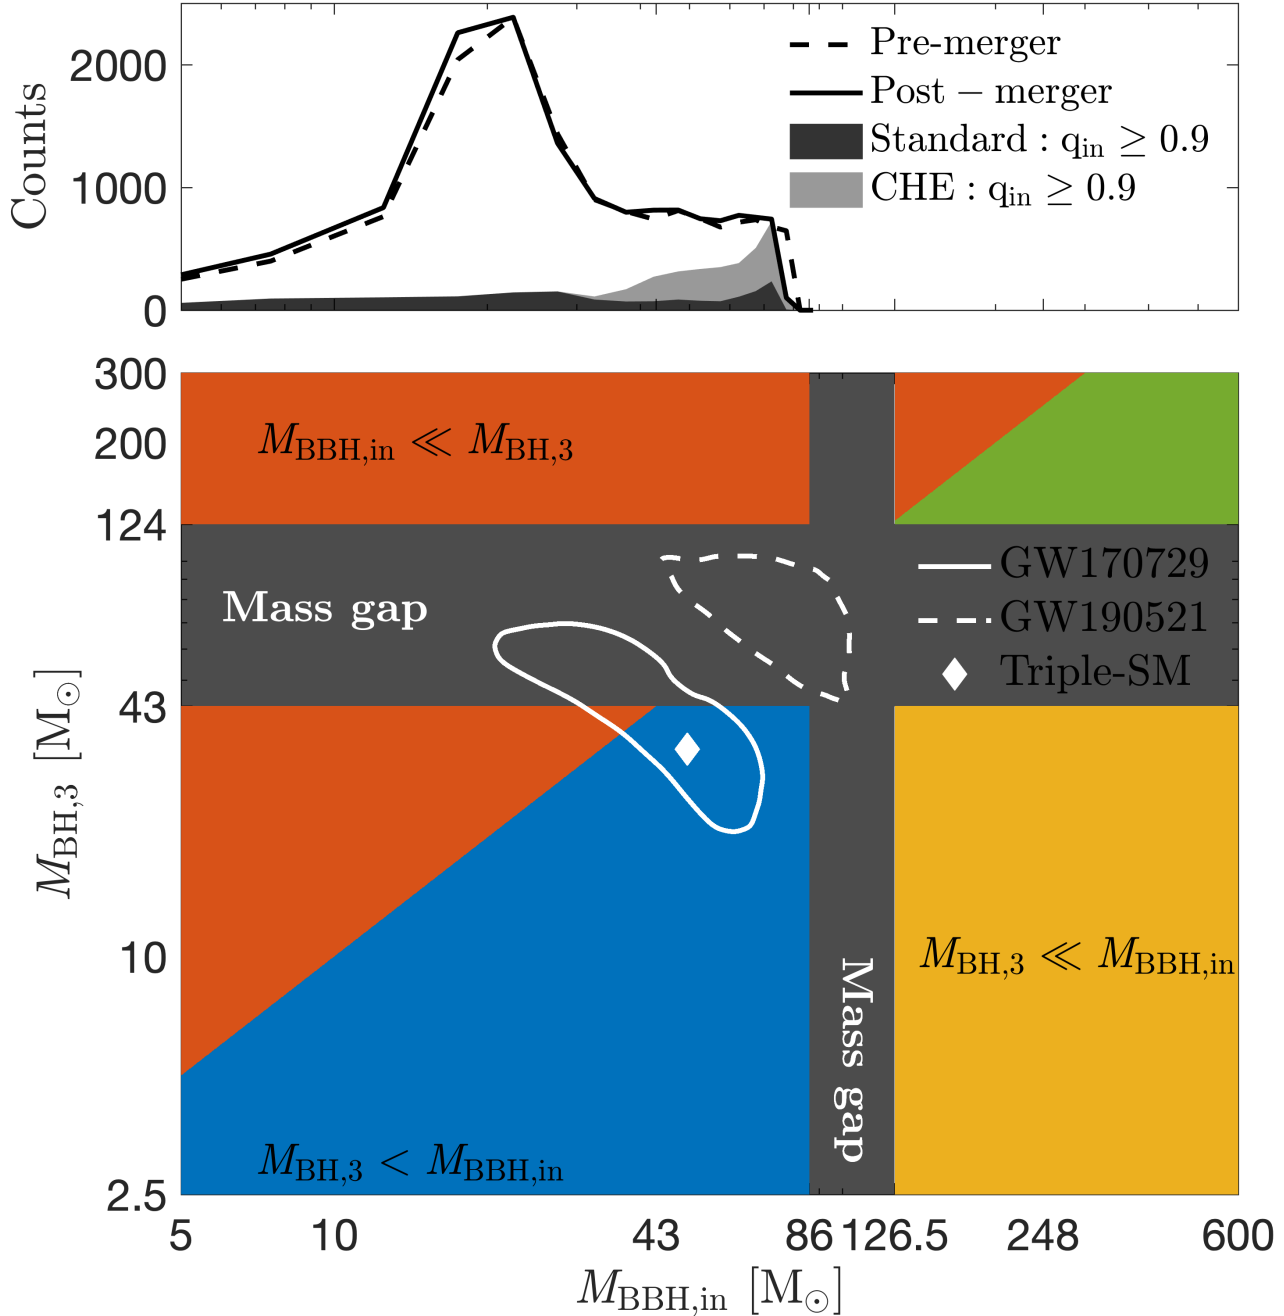 2000
1000
0
Counts
Pre-merger
Post − merger
Standard : q_in ≥ 0.9
CHE : q_in ≥ 0.9
300
200
124
43
10
2.5
M_BH,3 [M_⊙]
M_BBH,in ≪ M_BH,3
Mass gap
GW170729
GW190521
Triple-SM
M_BH,3 ≪ M_BBH,in
Mass gap
M_BH,3 < M_BBH,in
5 10 43 86 126.5 248 600
M_BBH,in [M_⊙]